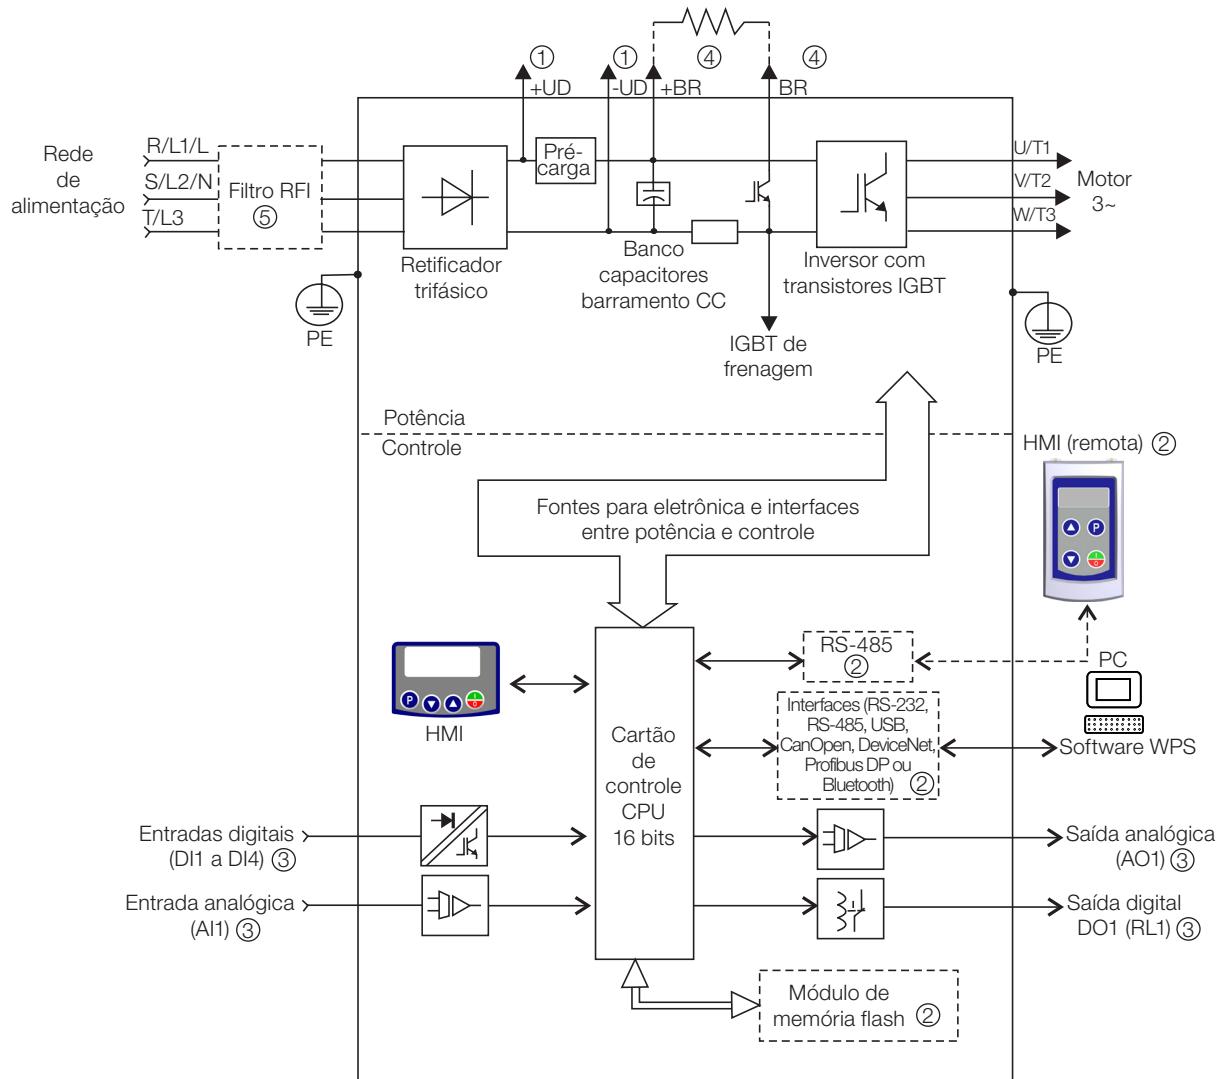 ①
①
④
④
+UD
-UD
+BR
BR
Rede
de
alimentação
R/L1/L
S/L2/N
T/L3
Filtro RFI
⑤
Pré-
carga
U/T1
V/T2
W/T3
Motor
3~
Retificador
trifásico
Banco
capacitores
barramento CC
Inversor com
transistores IGBT
PE
PE
IGBT de
frenagem
Potência
Controle
HMI (remota) ②
P
I
0
Fontes para eletrônica e interfaces
entre potência e controle
P
I
0
HMI
Cartão
de
controle
CPU
16 bits
RS-485
②
PC
Interfaces (RS-232,
RS-485, USB,
CanOpen, DeviceNet,
Profibus DP ou
Bluetooth) ②
Software WPS
Entradas digitais
(DI1 a DI4) ③
Saída analógica
(AO1) ③
Entrada analógica
(AI1) ③
Saída digital
DO1 (RL1) ③
Módulo de
memória flash ②